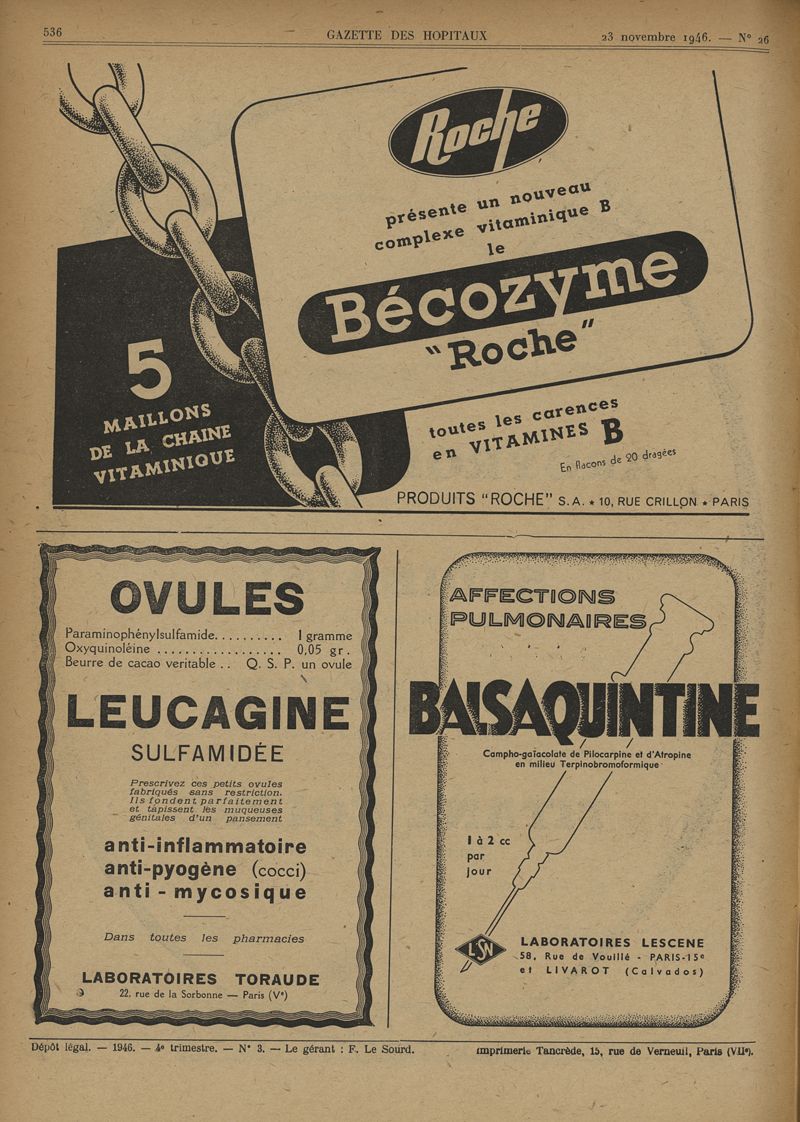 536
GAZETTE DES HOPITAUX
23 novembre 1946. — N° 26
Roche
présente un nouveau
complexe vitaminique B
le
Bécozyme
"Roche"
5
MAILLONS
DE LA CHAINE
VITAMINIQUE
toutes les carences
en VITAMINES B
En flacons de 20 dragées
PRODUITS "ROCHE" S.A. * 10, RUE CRILLON * PARIS
OVULES
Paraminophénylsulfamide.......... 1 gramme
Oxyquinoléine .................. 0,05 gr.
Beurre de cacao veritable .. Q. S. P. un ovule
LEUCAGINE
SULFAMIDÉE
Prescrivez ces petits ovules
fabriqués sans restriction.
Ils fondent parfaitement
et tapissent les muqueuses
génitales d'un pansement
anti-inflammatoire
anti-pyogène (cocci)
anti-mycosique
Dans toutes les pharmacies
LABORATOIRES TORAUDE
22, rue de la Sorbonne — Paris (Vᵉ)
AFFECTIONS
PULMONAIRES
BALSAQUINTINE
Campho-gaïacolate de Pilocarpine et d'Atropine
en milieu Terpinobromoformique
1 à 2 cc
par
jour
LSN
LABORATOIRES LESCENE
58, Rue de Vouillé - PARIS-15ᵉ
et LIVAROT (Calvados)
Dépôt légal. — 1946. — 4ᵉ trimestre. — N° 3. — Le gérant : F. Le Sourd.
Imprimerie Tancrède, 15, rue de Verneuil, Paris (VIIᵉ).